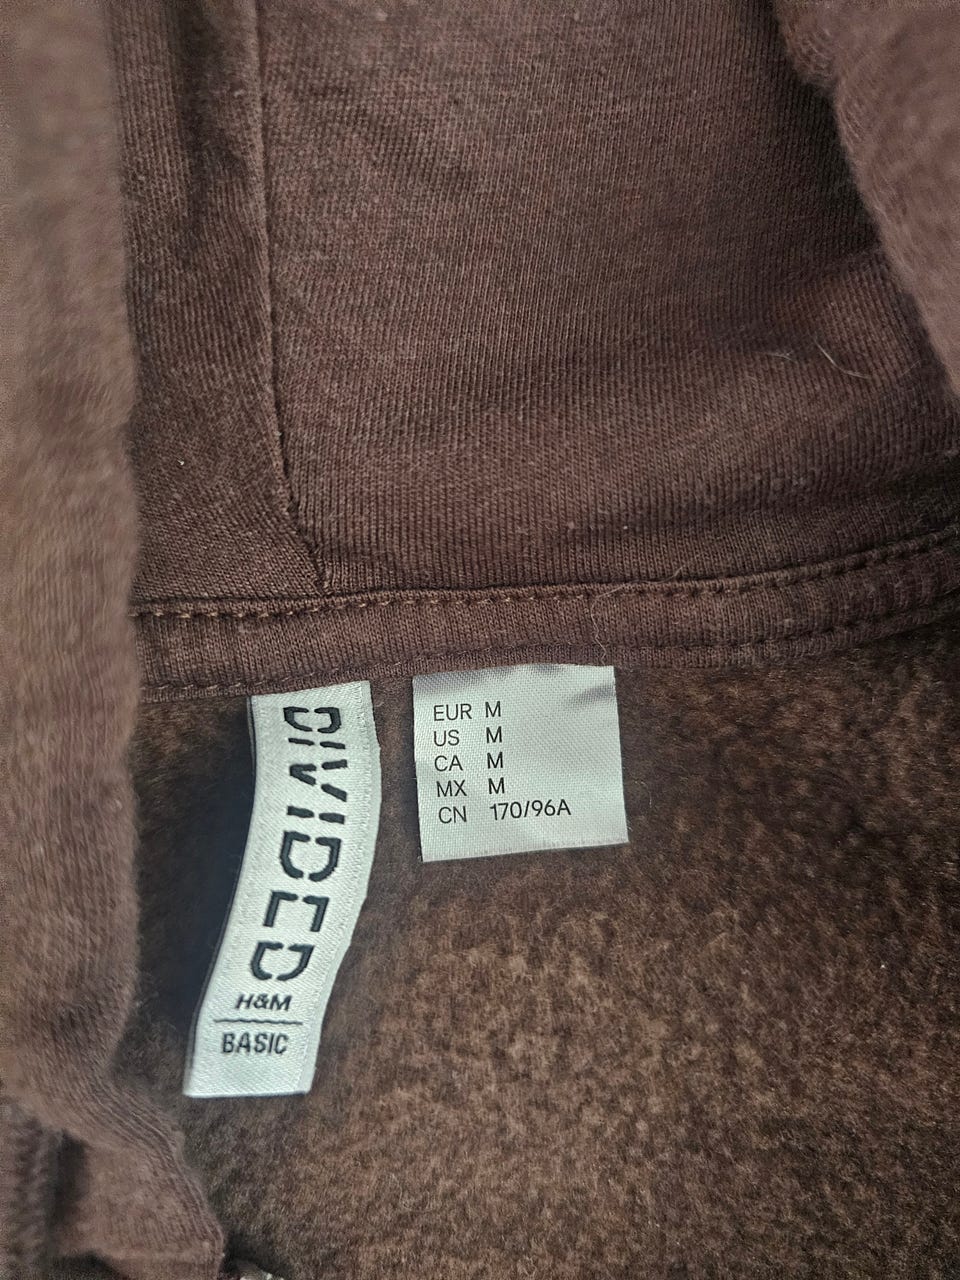 DIVIDED
H&M
BASIC
EUR M
US M
CA M
MX M
CN 170/96A